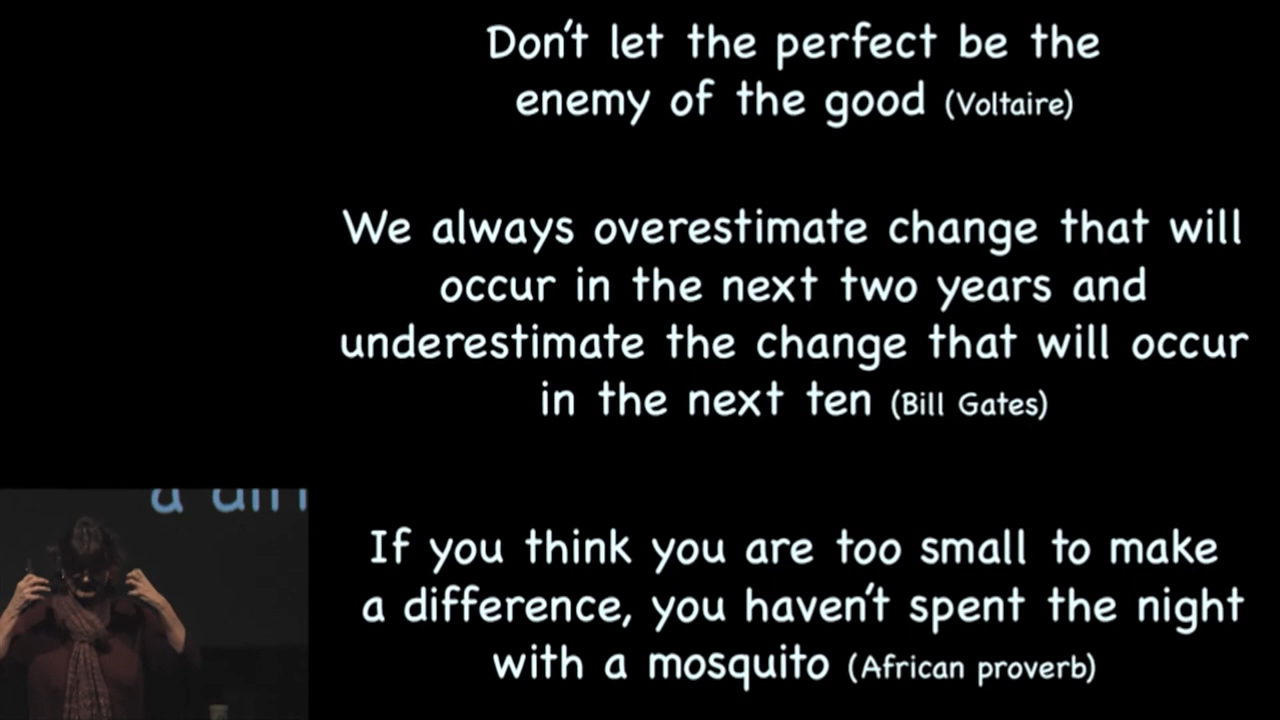 Don't let the perfect be the
enemy of the good (Voltaire)
We always overestimate change that will
occur in the next two years and
underestimate the change that will occur
in the next ten (Bill Gates)
If you think you are too small to make
a difference, you haven't spent the night
with a mosquito (African proverb)